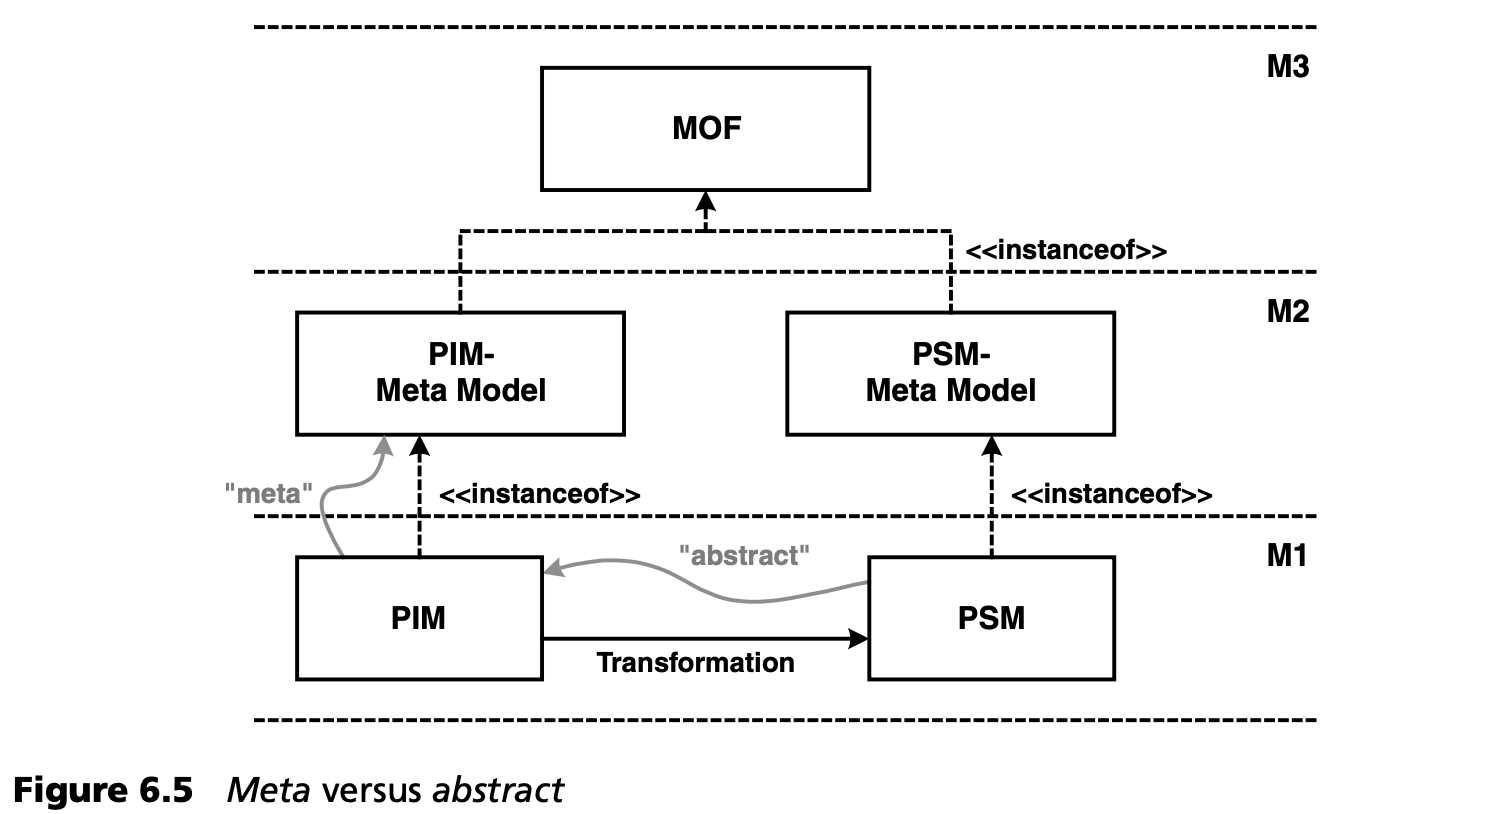 M3
MOF
<<instanceof>>
M2
PIM-
Meta Model
PSM-
Meta Model
"meta"
<<instanceof>>
<<instanceof>>
"abstract"
M1
PIM
PSM
Transformation
Figure 6.5 Meta versus abstract